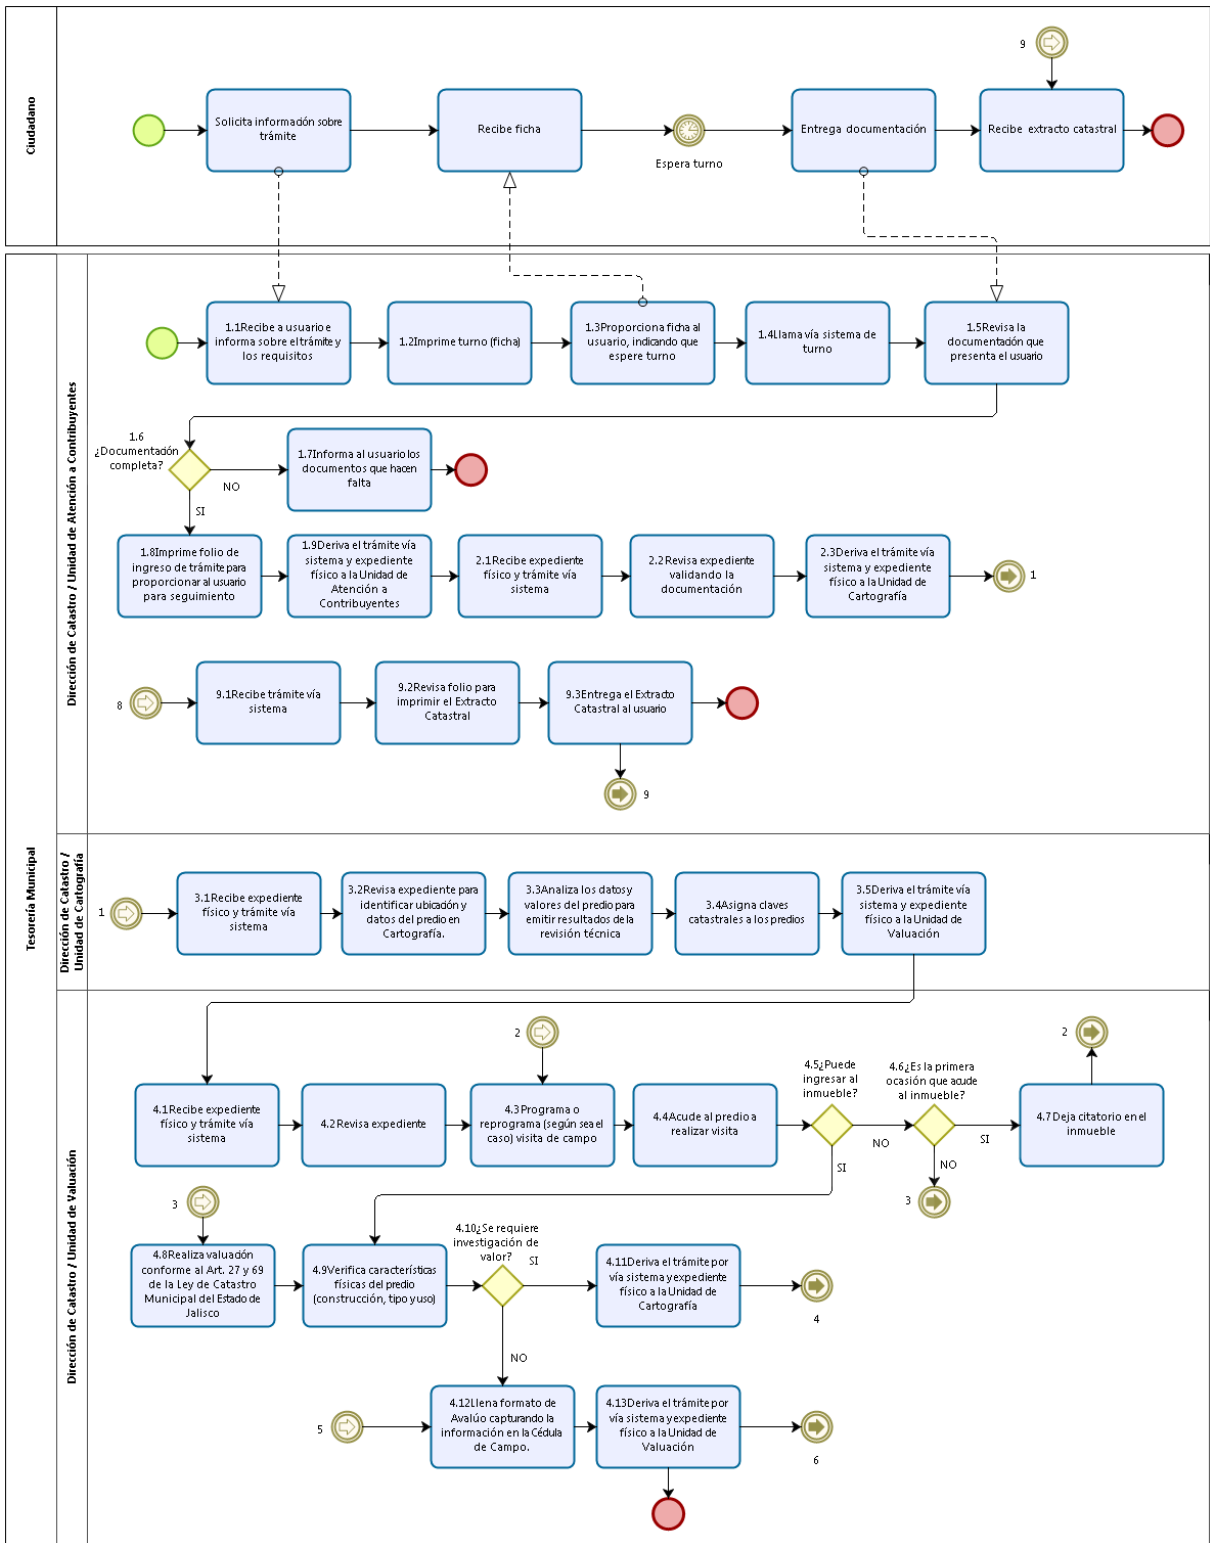 Ciudadano
9
Solicita información sobre
trámite
Recibe ficha
Espera turno
Entrega documentación
Recibe extracto catastral
Tesorería Municipal
Dirección de Catastro / Unidad de Atención a Contribuyentes
1.1Recibe a usuario e
informa sobre el trámite y
los requisitos
1.2Imprime turno (ficha)
1.3Proporciona ficha al
usuario, indicando que
espere turno
1.4Llama vía sistema de
turno
1.5Revisa la
documentación que
presenta el usuario
1.6
¿Documentación
completa?
NO
SI
1.7Informa al usuario los
documentos que hacen
falta
1.8Imprime folio de
ingreso de trámite para
proporcionar al usuario
para seguimiento
1.9Deriva el trámite vía
sistema y expediente
físico a la Unidad de
Atención a
Contribuyentes
2.1Recibe expediente
físico y trámite vía
sistema
2.2Revisa expediente
validando la
documentación
2.3Deriva el trámite vía
sistema y expediente
físico a la Unidad de
Cartografía
1
8
9.1Recibe trámite vía
sistema
9.2Revisa folio para
imprimir el Extracto
Catastral
9.3Entrega el Extracto
Catastral al usuario
9
Dirección de Catastro /
Unidad de Cartografía
1
3.1Recibe expediente
físico y trámite vía
sistema
3.2Revisa expediente para
identificar ubicación y
datos del predio en
Cartografía.
3.3Analiza los datos y
valores del predio para
emitir resultados de la
revisión técnica
3.4Asigna claves
catastrales a los predios
3.5Deriva el trámite vía
sistema y expediente
físico a la Unidad de
Valuación
Dirección de Catastro / Unidad de Valuación
2
4.1Recibe expediente
físico y trámite vía
sistema
4.2Revisa expediente
4.3Programa o
reprograma (según sea el
caso) visita de campo
4.4Acude al predio a
realizar visita
4.5¿Puede
ingresar al
inmueble?
NO
SI
4.6¿Es la primera
ocasión que acude
al inmueble?
SI
NO
2
4.7Deja citatorio en el
inmueble
3
3
4.8Realiza valuación
conforme al Art. 27 y 69
de la Ley de Catastro
Municipal del Estado de
Jalisco
4.9Verifica características
físicas del predio
(construcción, tipo y uso)
4.10¿Se requiere
investigación de
valor?
SI
NO
4.11Deriva el trámite por
vía sistema y expediente
físico a la Unidad de
Cartografía
4
5
4.12Llena formato de
Avalúo capturando la
información en la Cédula
de Campo.
4.13Deriva el trámite por
vía sistema y expediente
físico a la Unidad de
Valuación
6